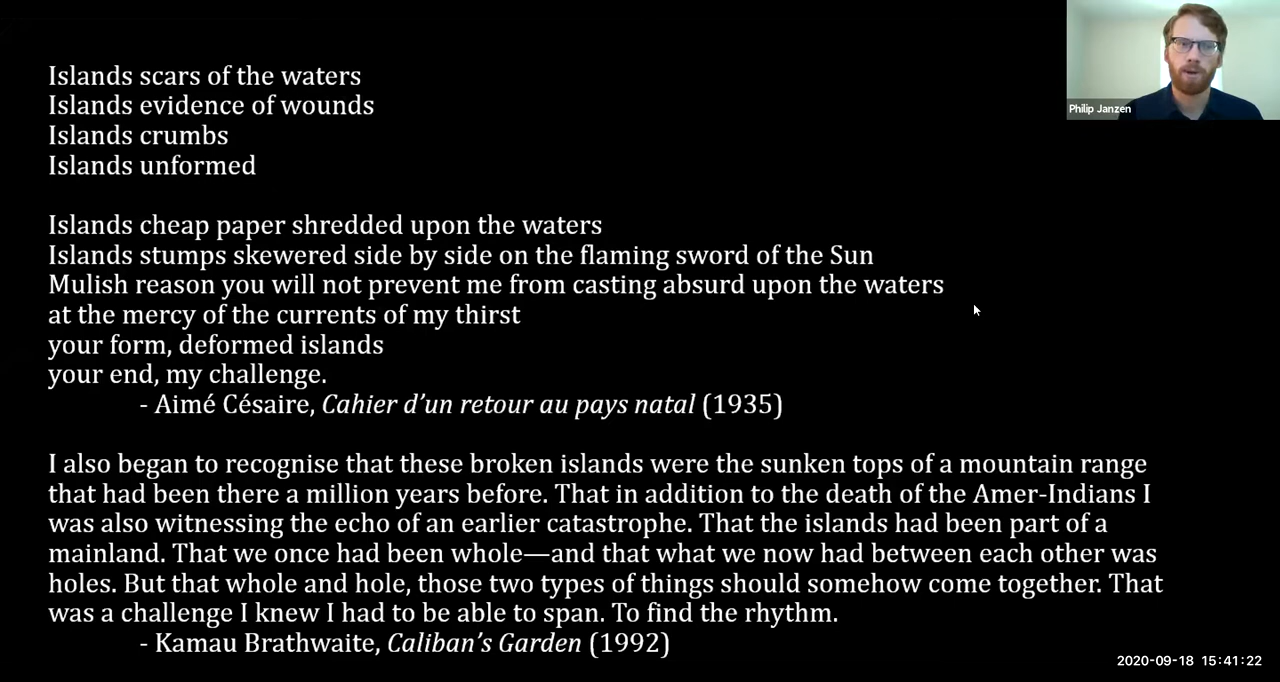 Islands scars of the waters
Islands evidence of wounds
Islands crumbs
Islands unformed
Islands cheap paper shredded upon the waters
Islands stumps skewered side by side on the flaming sword of the Sun
Mulish reason you will not prevent me from casting absurd upon the waters
at the mercy of the currents of my thirst
your form, deformed islands
your end, my challenge.
- Aimé Césaire, Cahier d’un retour au pays natal (1935)
I also began to recognise that these broken islands were the sunken tops of a mountain range
that had been there a million years before. That in addition to the death of the Amer-Indians I
was also witnessing the echo of an earlier catastrophe. That the islands had been part of a
mainland. That we once had been whole—and that what we now had between each other was
holes. But that whole and hole, those two types of things should somehow come together. That
was a challenge I knew I had to be able to span. To find the rhythm.
- Kamau Brathwaite, Caliban’s Garden (1992)
Philip Janzen
2020-09-18 15:41:22